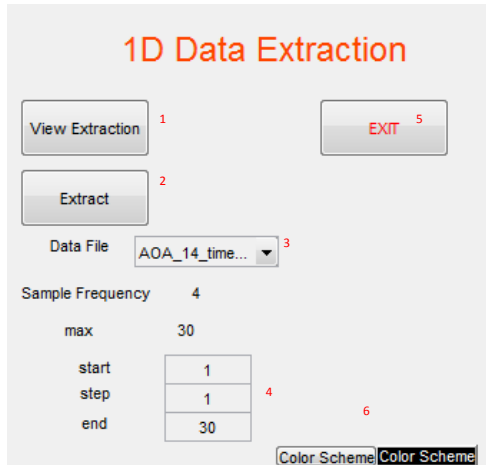 1D Data Extraction
View Extraction 1
EXIT 5
Extract 2
Data File AOA_14_time... 3
Sample Frequency 4
max 30
start 1
step 1 4
end 30
6
Color Scheme Color Scheme